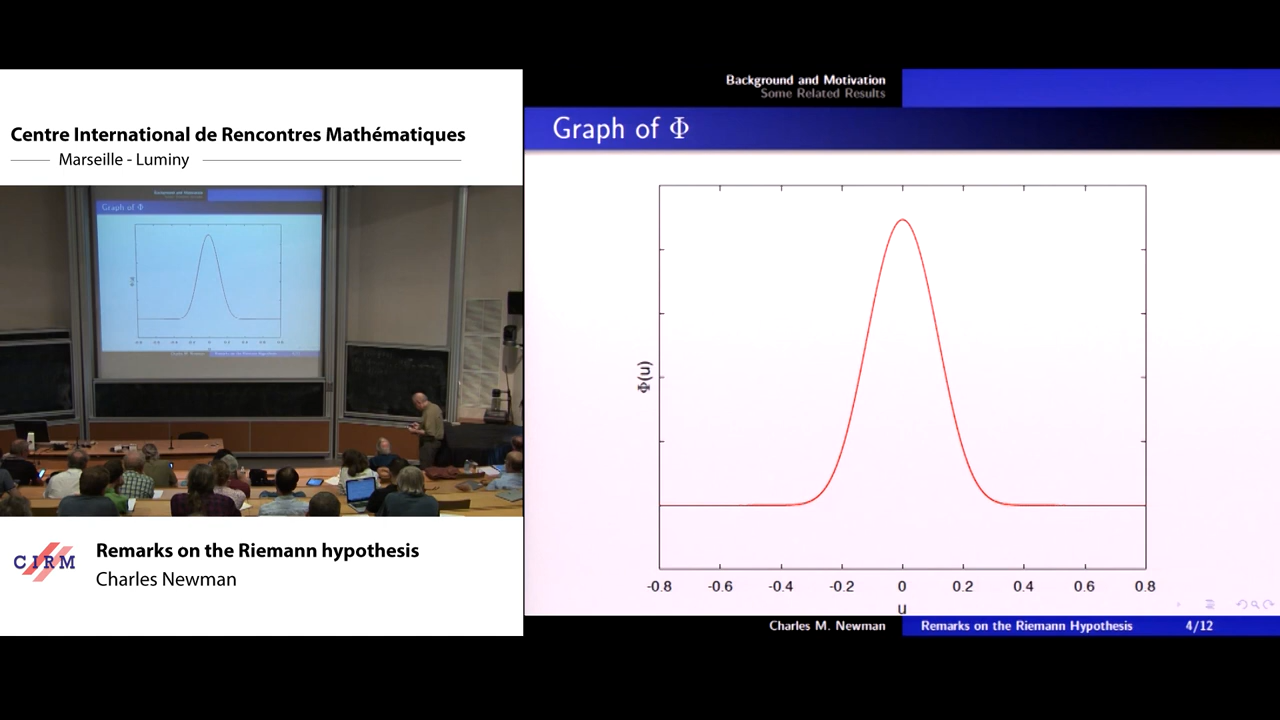 Centre International de Rencontres Mathématiques
Marseille - Luminy
Graph of Φ
CIRM
Remarks on the Riemann hypothesis
Charles Newman
Background and Motivation
Some Related Results
Graph of Φ
Φ(u)
-0.8 -0.6 -0.4 -0.2 0 0.2 0.4 0.6 0.8
u
Charles M. Newman Remarks on the Riemann Hypothesis 4/12